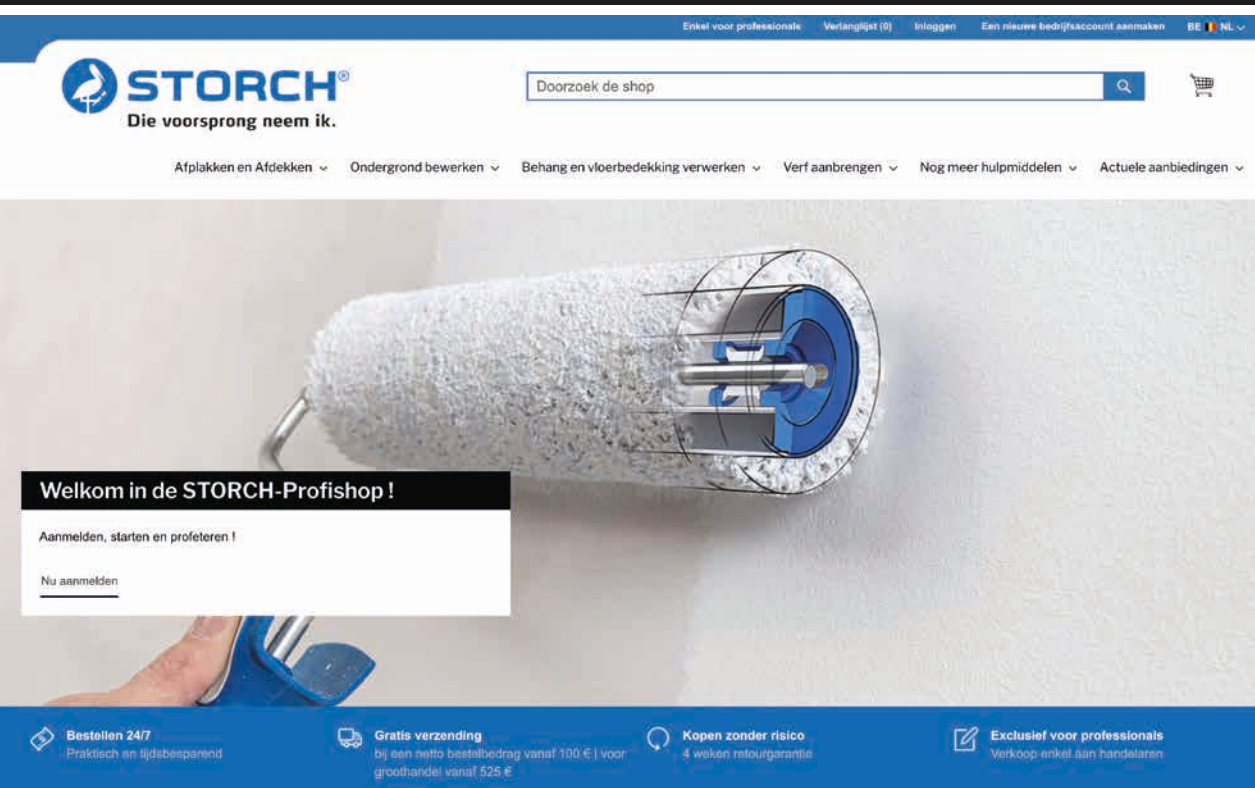 Enkel voor professionals Verlanglijst (0) Inloggen Een nieuwe bedrijfsaccount aanmaken BE NL
STORCH®
Die voorsprong neem ik.
Doorzoek de shop
Afplakken en Afdekken Ondergrond bewerken Behang en vloerbedekking verwerken Verf aanbrengen Nog meer hulpmiddelen Actuele aanbiedingen
Welkom in de STORCH-Profishop !
Aanmelden, starten en profeteren !
Nu aanmelden
Bestellen 24/7
Praktisch en tijdsbesparend
Gratis verzending
bij een netto bestelbedrag vanaf 100 € | voor
groothandel vanaf 525 €
Kopen zonder risico
4 weken retourgarantie
Exclusief voor professionals
Verkoop enkel aan handelaren